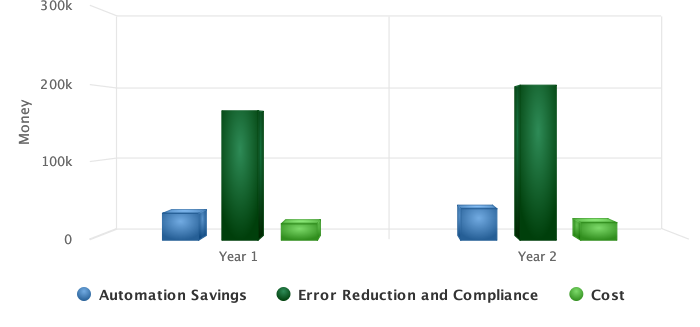 300k
200k
100k
0
Money
Year 1
Year 2
Automation Savings
Error Reduction and Compliance
Cost